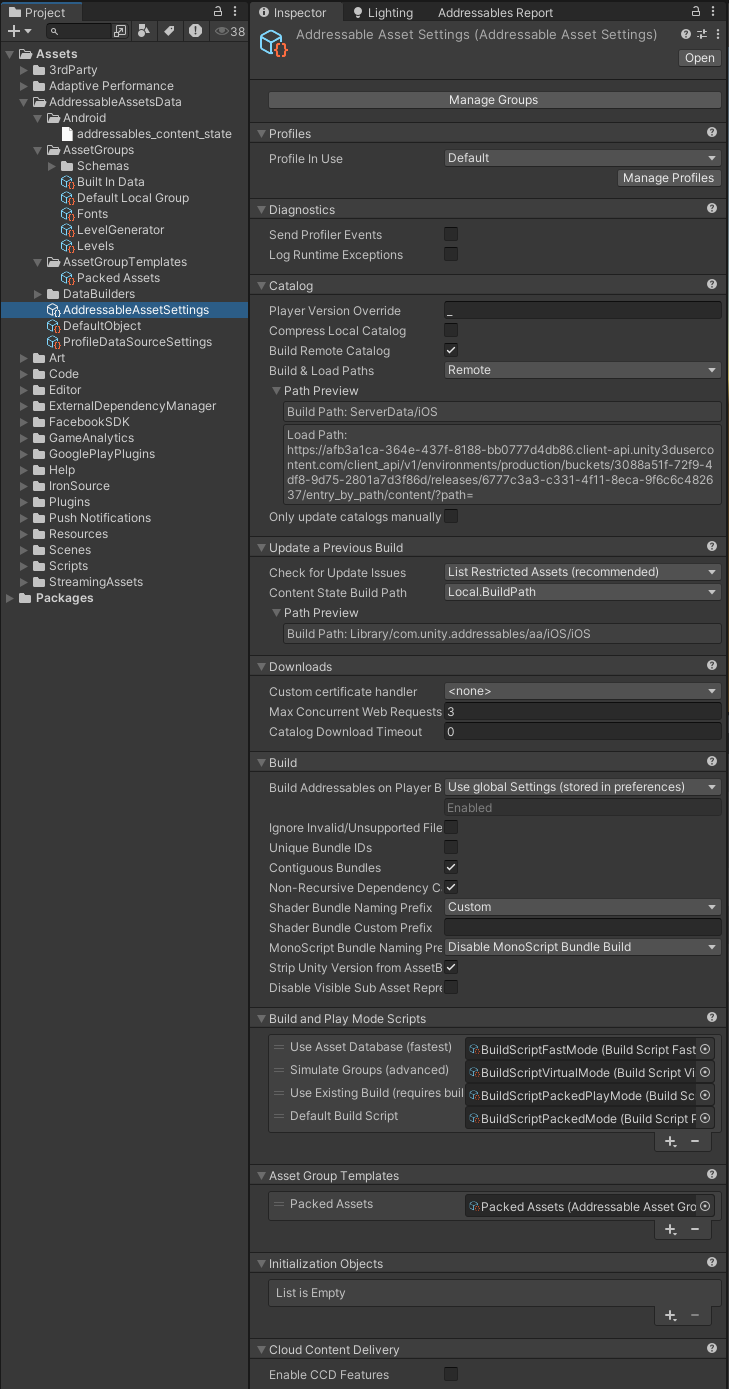 Project
38
Assets
3rdParty
Adaptive Performance
AddressableAssetsData
Android
addressables_content_state
AssetGroups
Schemas
Built In Data
Default Local Group
Fonts
LevelGenerator
Levels
AssetGroupTemplates
Packed Assets
DataBuilders
AddressableAssetSettings
DefaultObject
ProfileDataSourceSettings
Art
Code
Editor
ExternalDependencyManager
FacebookSDK
GameAnalytics
GooglePlayPlugins
Help
IronSource
Plugins
Push Notifications
Resources
Scenes
Scripts
StreamingAssets
Packages
Inspector Lighting Addressables Report
Addressable Asset Settings (Addressable Asset Settings)
Open
Manage Groups
Profiles
Profile In Use Default
Manage Profiles
Diagnostics
Send Profiler Events
Log Runtime Exceptions
Catalog
Player Version Override _
Compress Local Catalog
Build Remote Catalog
Build & Load Paths Remote
Path Preview
Build Path: ServerData/iOS
Load Path:
https://afb3a1ca-364e-437f-8188-bb0777d4db86.client-api.unity3duserco
ntent.com/client_api/v1/environments/production/buckets/3088a51f-72f9-4
df8-9d75-2801a7d3f86d/releases/6777c3a3-c331-4f11-8eca-9f6c6c4826
37/entry_by_path/content/?path=
Only update catalogs manually
Update a Previous Build
Check for Update Issues List Restricted Assets (recommended)
Content State Build Path Local.BuildPath
Path Preview
Build Path: Library/com.unity.addressables/aa/iOS/iOS
Downloads
Custom certificate handler <none>
Max Concurrent Web Requests 3
Catalog Download Timeout 0
Build
Build Addressables on Player B Use global Settings (stored in preferences)
Enabled
Ignore Invalid/Unsupported File
Unique Bundle IDs
Contiguous Bundles
Non-Recursive Dependency C
Shader Bundle Naming Prefix Custom
Shader Bundle Custom Prefix
MonoScript Bundle Naming Pre Disable MonoScript Bundle Build
Strip Unity Version from AssetB
Disable Visible Sub Asset Repre
Build and Play Mode Scripts
Use Asset Database (fastest) BuildScriptFastMode (Build Script Fast
Simulate Groups (advanced) BuildScriptVirtualMode (Build Script Vi
Use Existing Build (requires buil BuildScriptPackedPlayMode (Build Sc
Default Build Script BuildScriptPackedMode (Build Script P
Asset Group Templates
Packed Assets Packed Assets (Addressable Asset Gro
Initialization Objects
List is Empty
Cloud Content Delivery
Enable CCD Features